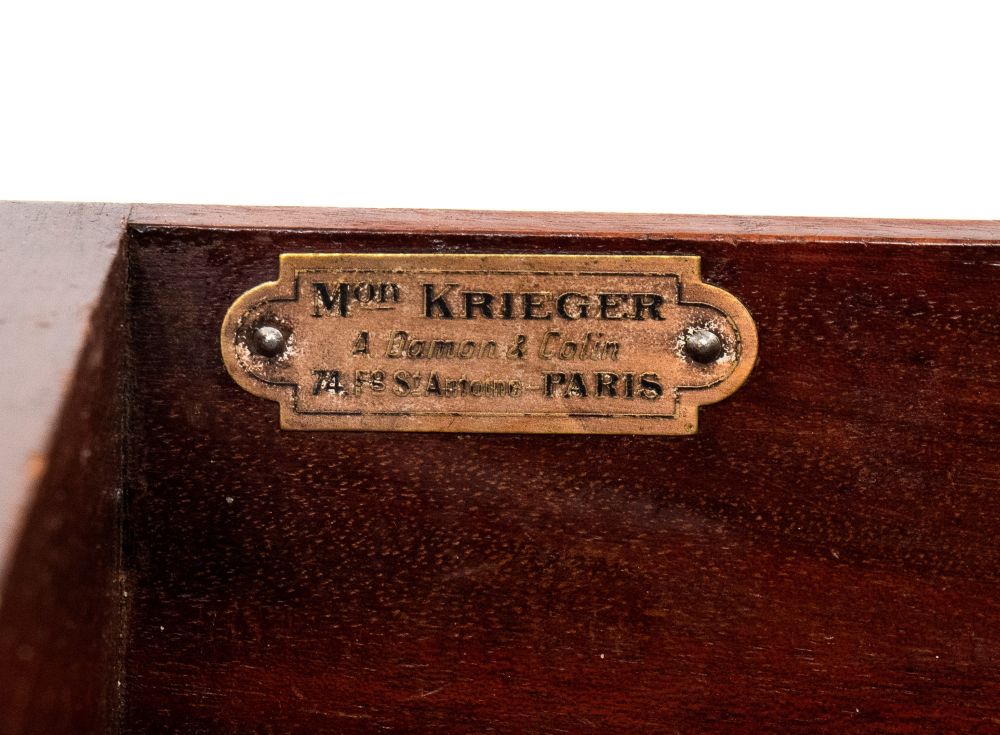 Mon KRIEGER
A Damon & Colin
74, Fg St Antoine - PARIS